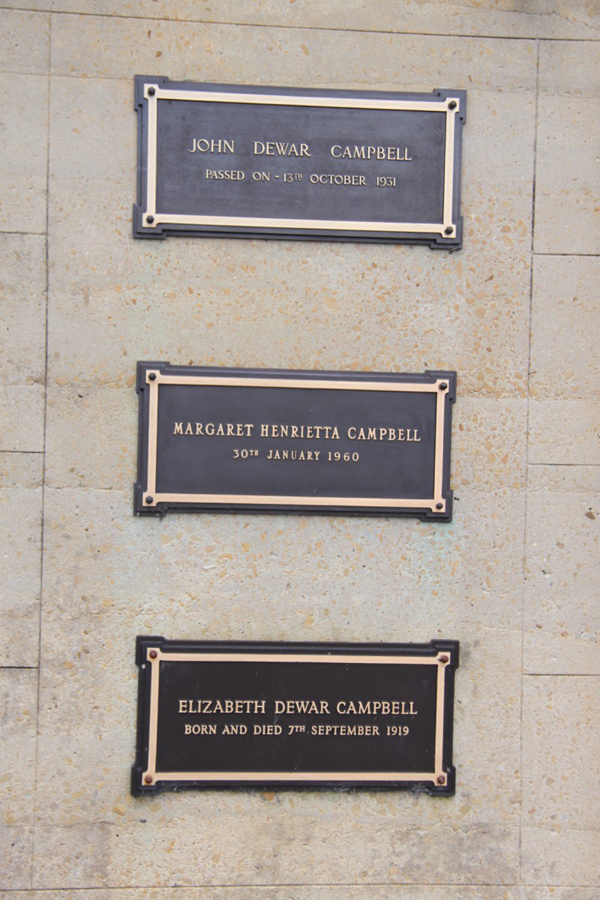 JOHN DEWAR CAMPBELL
PASSED ON - 13TH OCTOBER 1931
MARGARET HENRIETTA CAMPBELL
30TH JANUARY 1960
ELIZABETH DEWAR CAMPBELL
BORN AND DIED 7TH SEPTEMBER 1919